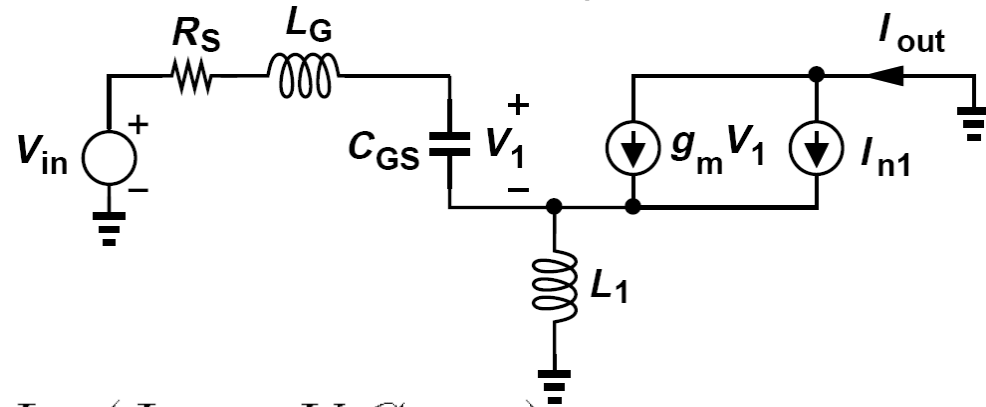 R_S L_G I_out
V_in + − C_GS + V_1 − g_m V_1 I_n1
L_1